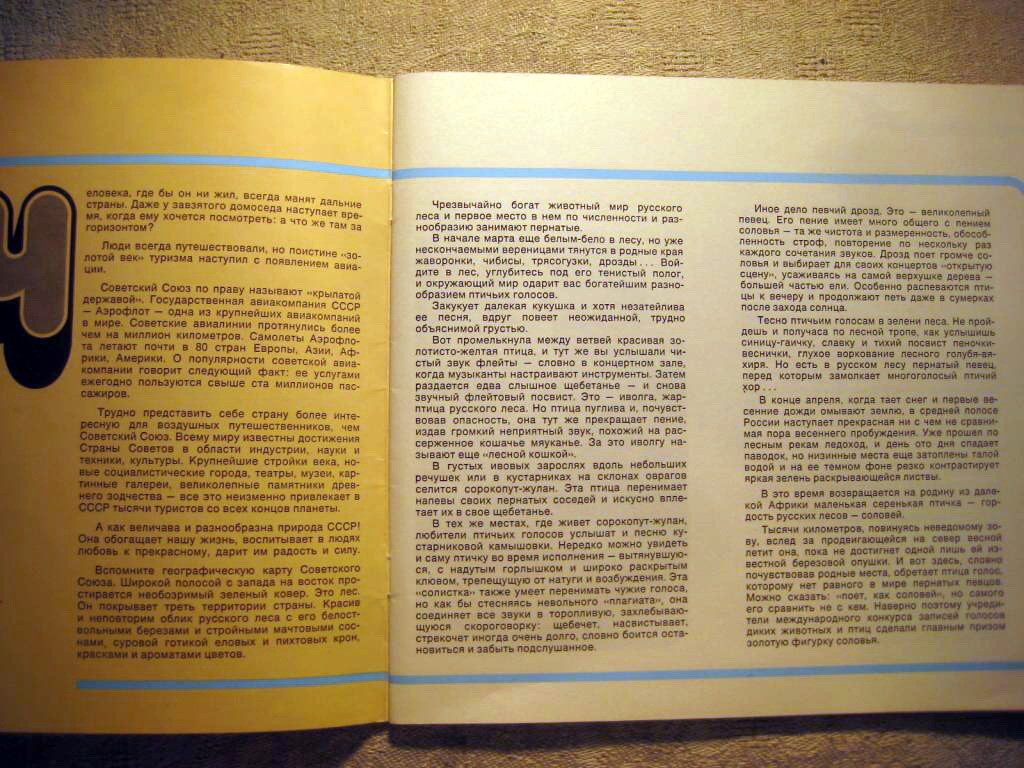 Ч
еловека, где бы он ни жил, всегда манят дальние
страны. Даже у завзятого домоседа наступает вре-
мя, когда ему хочется посмотреть: а что же там за
горизонтом?
Люди всегда путешествовали, но поистине «зо-
лотой век» туризма наступил с появлением авиа-
ции.
Советский Союз по праву называют «крылатой
державой». Государственная авиакомпания СССР
— Аэрофлот — одна из крупнейших авиакомпаний
в мире. Советские авиалинии протянулись более
чем на миллион километров. Самолеты Аэрофло-
та летают почти в 80 стран Европы, Азии, Аф-
рики, Америки. О популярности советской авиа-
компании говорит следующий факт: ее услугами
ежегодно пользуются свыше ста миллионов пас-
сажиров.
Трудно представить себе страну более инте-
ресную для воздушных путешественников, чем
Советский Союз. Всему миру известны достижения
Страны Советов в области индустрии, науки и
техники, культуры. Крупнейшие стройки века, но-
вые социалистические города, театры, музеи, кар-
тинные галереи, великолепные памятники древ-
него зодчества — все это неизменно привлекает в
СССР тысячи туристов со всех концов планеты.
А как величава и разнообразна природа СССР!
Она обогащает нашу жизнь, воспитывает в людях
любовь к прекрасному, дарит им радость и силу.
Вспомните географическую карту Советского
Союза. Широкой полосой с запада на восток про-
стирается необозримый зеленый ковер. Это лес.
Он покрывает треть территории страны. Красив
и неповторим облик русского леса с его белост-
вольными березами и стройными мачтовыми сос-
нами, суровой готикой еловых и пихтовых крон,
красками и ароматами цветов.
Чрезвычайно богат животный мир русского
леса и первое место в нем по численности и раз-
нообразию занимают пернатые.
В начале марта еще белым-бело в лесу, но уже
нескончаемыми вереницами тянутся в родные края
жаворонки, чибисы, трясогузки, дрозды... Вой-
дите в лес, углубитесь под его тенистый полог,
и окружающий мир одарит вас богатейшим разно-
образием птичьих голосов.
Закукует далекая кукушка и хотя незатейлива
ее песня, вдруг повеет неожиданной, трудно
объяснимой грустью.
Вот промелькнула между ветвей красивая зо-
лотисто-желтая птица, и тут же вы услышали чи-
стый звук флейты — словно в концертном зале,
когда музыканты настраивают инструменты. Затем
раздается едва слышное щебетанье — и снова
звучный флейтовый посвист. Это — иволга, жар-
птица русского леса. Но птица пуглива и, почувст-
вовав опасность, она тут же прекращает пение,
издав громкий неприятный звук, похожий на рас-
серженное кошачье мяуканье. За это иволгу на-
зывают еще «лесной кошкой».
В густых ивовых зарослях вдоль небольших
речушек или в кустарниках на склонах оврагов
селится сорокопут-жулан. Эта птица перенимает
напевы своих пернатых соседей и искусно впле-
тает их в свое щебетанье.
В тех же местах, где живет сорокопут-жулан,
любители птичьих голосов услышат и песню ку-
старниковой камышовки. Нередко можно увидеть
и саму птичку во время исполнения — вытянувшую-
ся, с надутым горлышком и широко раскрытым
клювом, трепещущую от натуги и возбуждения. Эта
«солистка» также умеет перенимать чужие голоса,
но как бы стесняясь невольного «плагиата», она
соединяет все звуки в торопливую, захлебываю-
щуюся скороговорку: щебечет, насвистывает,
стрекочет иногда очень долго, словно боится оста-
новиться и забыть подслушанное.
Иное дело певчий дрозд. Это — великолепный
певец. Его пение имеет много общего с пением
соловья — та же чистота и размеренность, обособ-
ленность строф, повторение по нескольку раз
каждого сочетания звуков. Дрозд поет громче со-
ловья и выбирает для своих концертов «открытую
сцену», усаживаясь на самой верхушке дерева —
большей частью ели. Особенно распеваются пти-
цы к вечеру и продолжают петь даже в сумерках
после захода солнца.
Тесно птичьим голосам в зелени леса. Не прой-
дешь и получаса по лесной тропе, как услышишь
синицу-гаичку, славку и тихий посвист пеночки-
веснички, глухое воркование лесного голубя-вя-
хиря. Но есть в русском лесу пернатый певец,
перед которым замолкает многоголосый птичий
хор...
В конце апреля, когда тает снег и первые ве-
сенние дожди омывают землю, в средней полосе
России наступает прекрасная ни с чем не сравни-
мая пора весеннего пробуждения. Уже прошел по
лесным рекам ледоход, и день ото дня спадает
паводок, но низинные места еще затоплены талой
водой и на ее темном фоне резко контрастирует
яркая зелень раскрывающейся листвы.
В это время возвращается на родину из дале-
кой Африки маленькая серенькая птичка — гор-
дость русских лесов — соловей.
Тысячи километров, повинуясь неведомому зо-
ву, вслед за продвигающейся на север весной
летит она, пока не достигнет одной лишь ей из-
вестной березовой опушки. И вот здесь, словно
почувствовав родные места, обретает птица голос,
которому нет равного в мире пернатых певцов.
Можно сказать: «поет, как соловей», но самого
его сравнить не с кем. Наверно поэтому учреди-
тели международного конкурса записей голосов
диких животных и птиц сделали главным призом
золотую фигурку соловья.